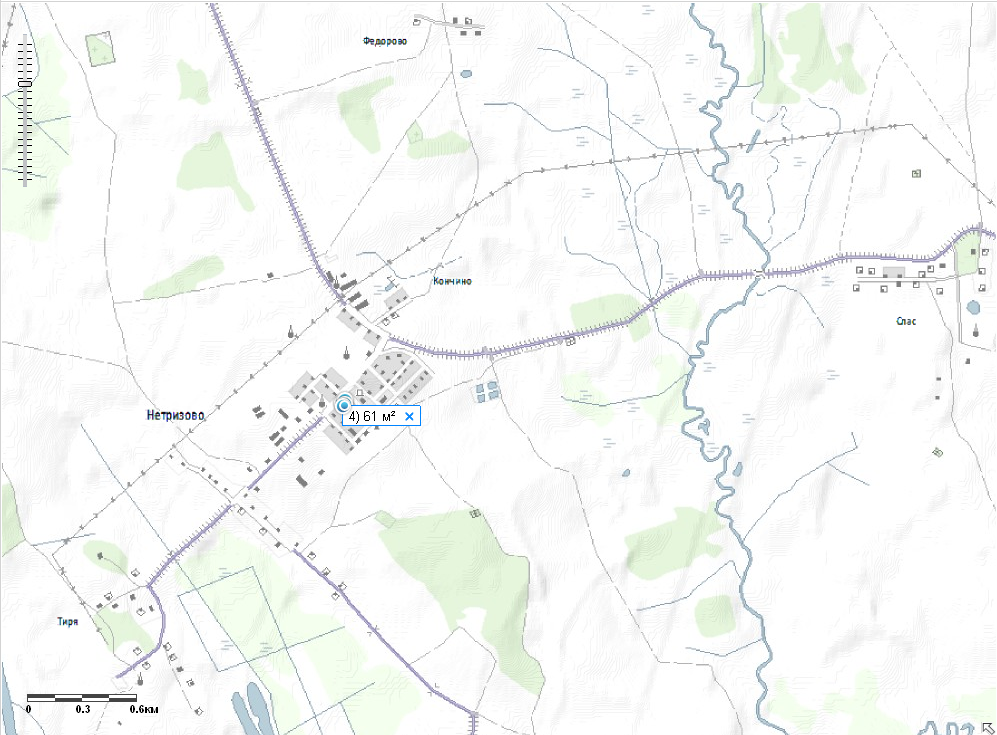 Федорово
Кончино
Спас
Нетризово
4) 61 м²
Тиря
0 0.3 0.6км